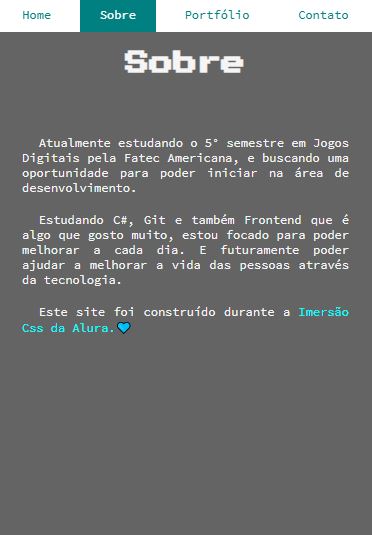 Home Sobre Portfólio Contato
Sobre
Atualmente estudando o 5° semestre em Jogos
Digitais pela Fatec Americana, e buscando uma
oportunidade para poder iniciar na área de
desenvolvimento.
Estudando C#, Git e também Frontend que é
algo que gosto muito, estou focado para poder
melhorar a cada dia. E futuramente poder
ajudar a melhorar a vida das pessoas através
da tecnologia.
Este site foi construído durante a Imersão
Css da Alura.💙